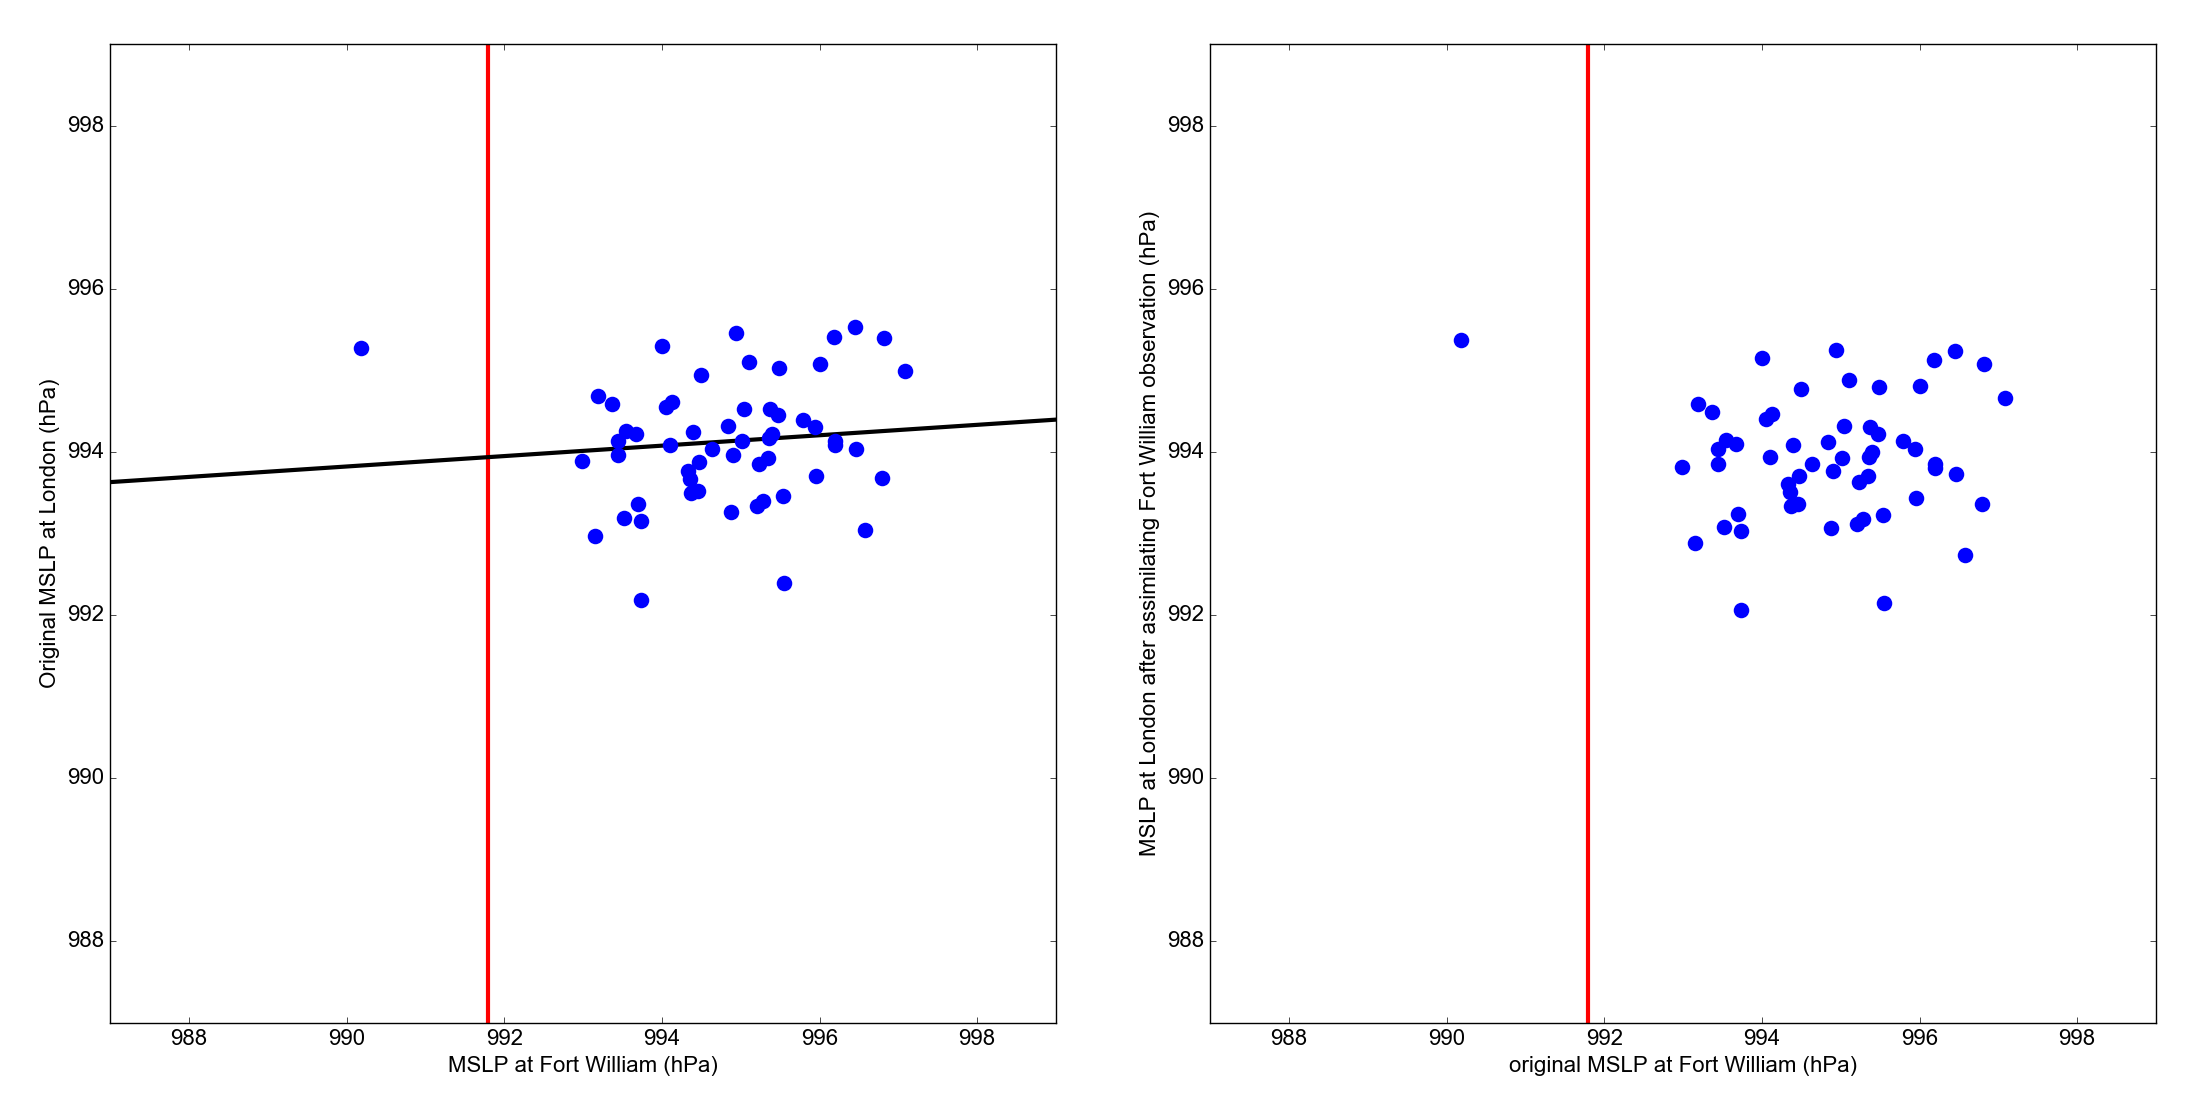 998
996
994
992
990
988
Original MSLP at London (hPa)
988 990 992 994 996 998
MSLP at Fort William (hPa)
998
996
994
992
990
988
MSLP at London after assimilating Fort William observation (hPa)
988 990 992 994 996 998
original MSLP at Fort William (hPa)